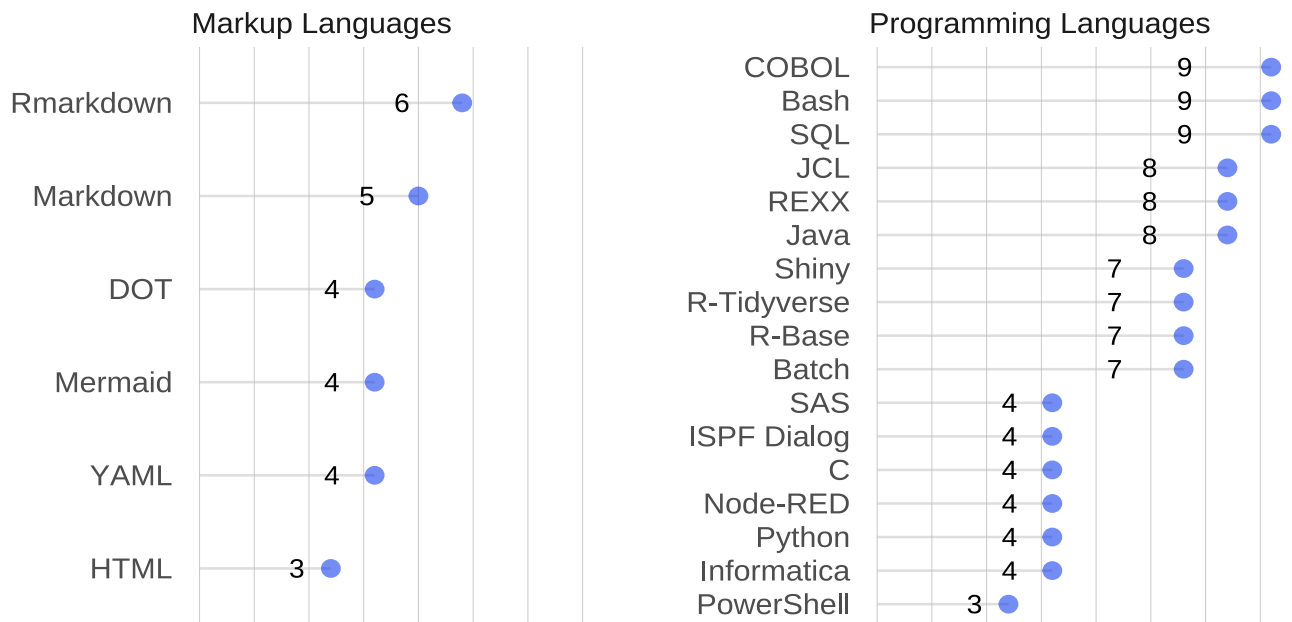 Markup Languages
Rmarkdown 6
Markdown 5
DOT 4
Mermaid 4
YAML 4
HTML 3
Programming Languages
COBOL 9
Bash 9
SQL 9
JCL 8
REXX 8
Java 8
Shiny 7
R-Tidyverse 7
R-Base 7
Batch 7
SAS 4
ISPF Dialog 4
C 4
Node-RED 4
Python 4
Informatica 4
PowerShell 3